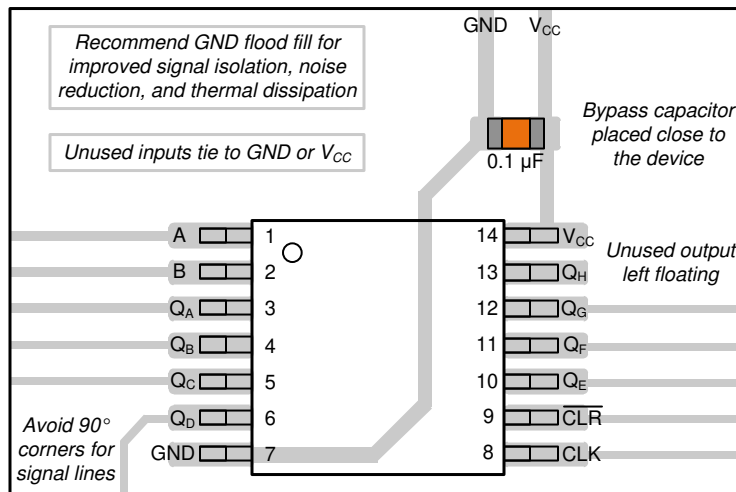 Recommend GND flood fill for
improved signal isolation, noise
reduction, and thermal dissipation
Unused inputs tie to GND or VCC
GND VCC
0.1 µF
Bypass capacitor
placed close to
the device
A 1 14 VCC
B 2 13 QH
Unused output
left floating
QA 3 12 QG
QB 4 11 QF
QC 5 10 QE
QD 6 9 C̅L̅R̅
GND 7 8 CLK
Avoid 90°
corners for
signal lines